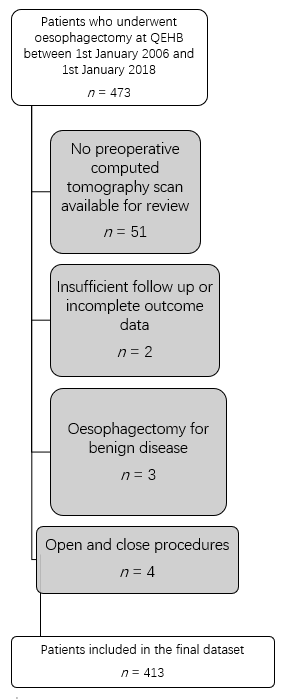 Patients who underwent
oesophagectomy at QEHB
between 1st January 2006 and
1st January 2018
n = 473
No preoperative
computed
tomography scan
available for review
n = 51
Insufficient follow up or
incomplete outcome
data
n = 2
Oesophagectomy for
benign disease
n = 3
Open and close procedures
n = 4
Patients included in the final dataset
n = 413